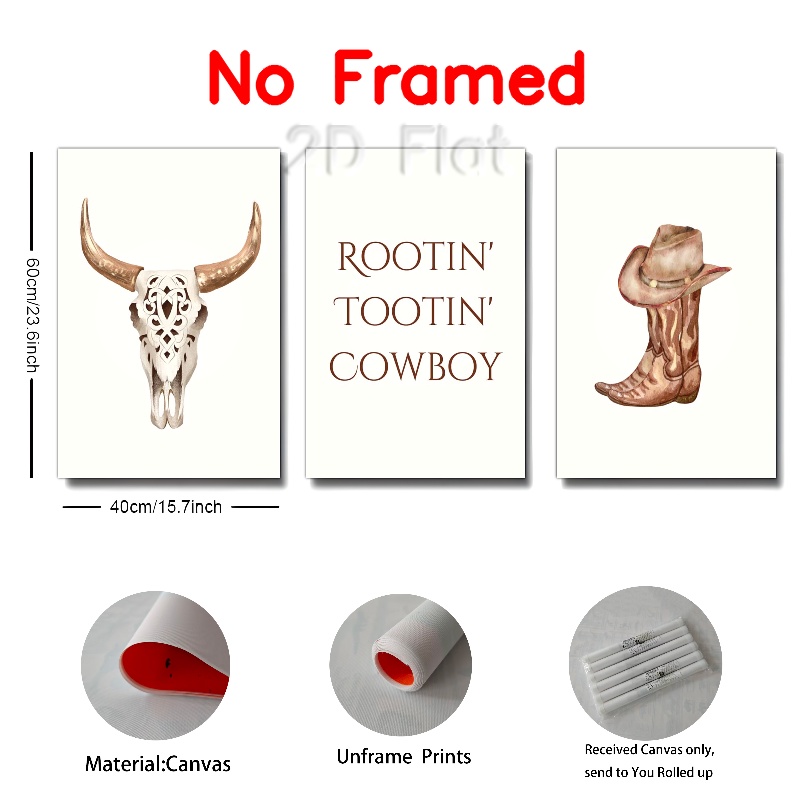 No Framed
2D Flat
ROOTIN'
TOOTIN'
COWBOY
60cm/23.6inch
40cm/15.7inch
Material:Canvas
Unframe Prints
Received Canvas only,
send to You Rolled up